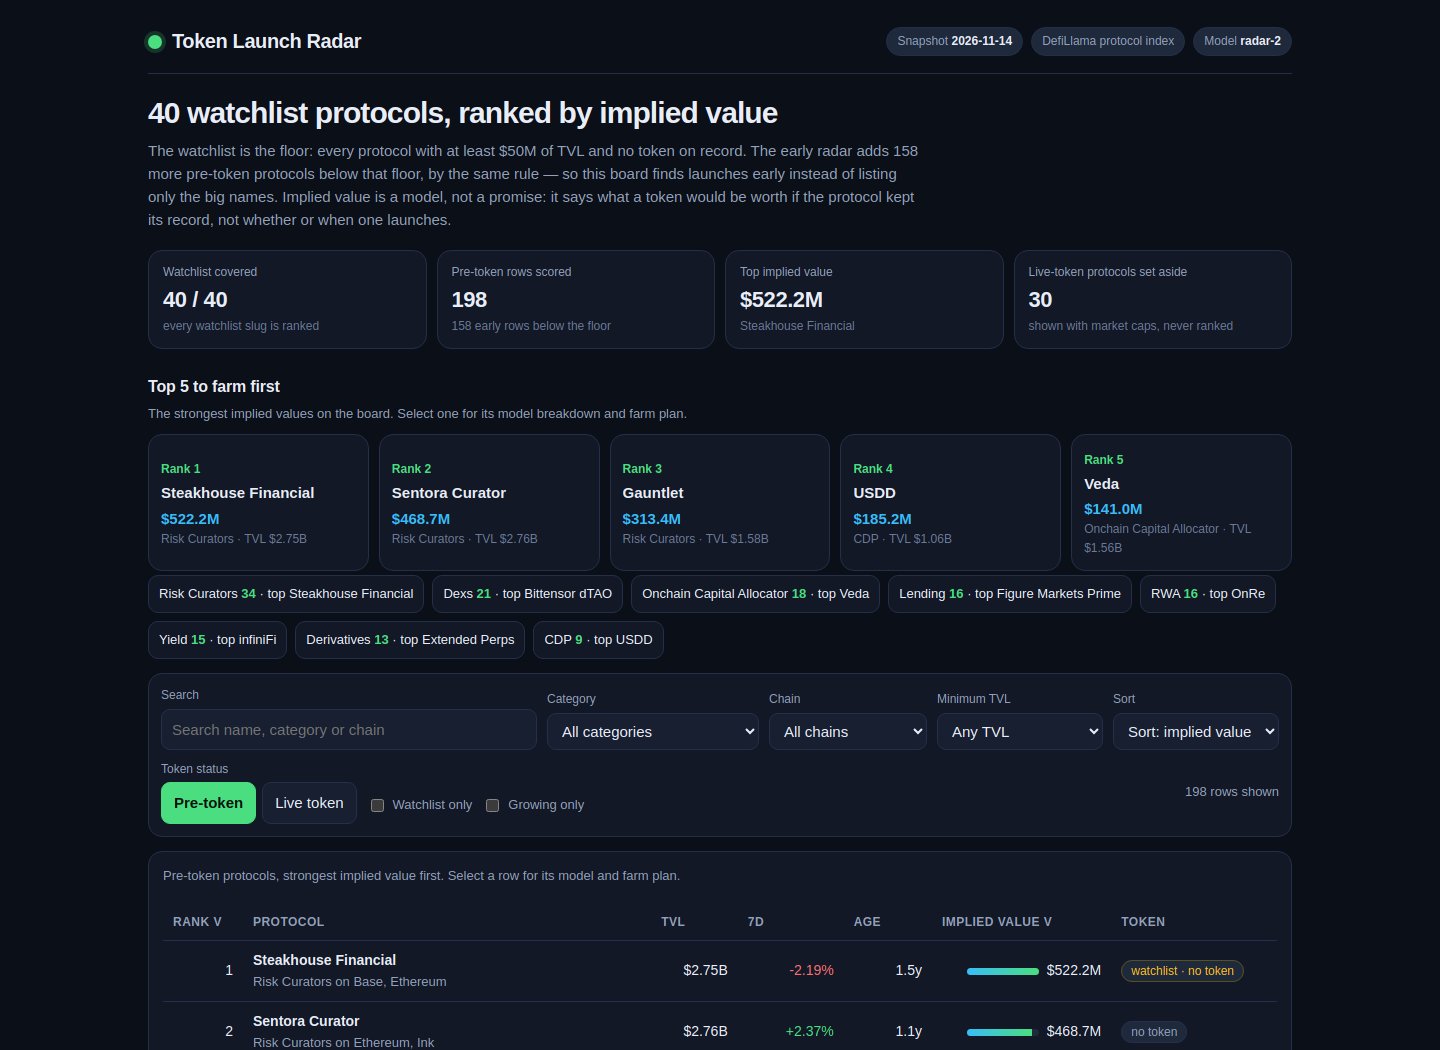 Token Launch Radar
Snapshot 2026-11-14
DefiLlama protocol index
Model radar-2
40 watchlist protocols, ranked by implied value
The watchlist is the floor: every protocol with at least $50M of TVL and no token on record. The early radar adds 158
more pre-token protocols below that floor, by the same rule — so this board finds launches early instead of listing
only the big names. Implied value is a model, not a promise: it says what a token would be worth if the protocol kept
its record, not whether or when one launches.
Watchlist covered
40 / 40
every watchlist slug is ranked
Pre-token rows scored
198
158 early rows below the floor
Top implied value
$522.2M
Steakhouse Financial
Live-token protocols set aside
30
shown with market caps, never ranked
Top 5 to farm first
The strongest implied values on the board. Select one for its model breakdown and farm plan.
Rank 1
Steakhouse Financial
$522.2M
Risk Curators · TVL $2.75B
Rank 2
Sentora Curator
$468.7M
Risk Curators · TVL $2.76B
Rank 3
Gauntlet
$313.4M
Risk Curators · TVL $1.58B
Rank 4
USDD
$185.2M
CDP · TVL $1.06B
Rank 5
Veda
$141.0M
Onchain Capital Allocator · TVL
$1.56B
Risk Curators 34 · top Steakhouse Financial
Dexs 21 · top Bittensor dTAO
Onchain Capital Allocator 18 · top Veda
Lending 16 · top Figure Markets Prime
RWA 16 · top OnRe
Yield 15 · top infiniFi
Derivatives 13 · top Extended Perps
CDP 9 · top USDD
Search
Search name, category or chain
Category
All categories
Chain
All chains
Minimum TVL
Any TVL
Sort
Sort: implied value
Token status
Pre-token
Live token
Watchlist only
Growing only
198 rows shown
Pre-token protocols, strongest implied value first. Select a row for its model and farm plan.
RANK V PROTOCOL TVL 7D AGE IMPLIED VALUE V TOKEN
1 Steakhouse Financial $2.75B -2.19% 1.5y $522.2M watchlist · no token
Risk Curators on Base, Ethereum
2 Sentora Curator $2.76B +2.37% 1.1y $468.7M no token
Risk Curators on Ethereum, Ink